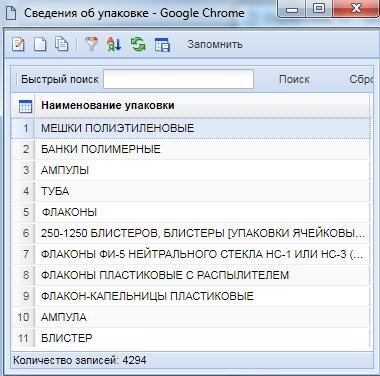 Сведения об упаковке - Google Chrome
Запомнить
Быстрый поиск Поиск Сбро
Наименование упаковки
1 МЕШКИ ПОЛИЭТИЛЕНОВЫЕ
2 БАНКИ ПОЛИМЕРНЫЕ
3 АМПУЛЫ
4 ТУБА
5 ФЛАКОНЫ
6 250-1250 БЛИСТЕРОВ, БЛИСТЕРЫ [УПАКОВКИ ЯЧЕЙКОВЫ...
7 ФЛАКОНЫ ФИ-5 НЕЙТРАЛЬНОГО СТЕКЛА НС-1 ИЛИ НС-3 (...
8 ФЛАКОНЫ ПЛАСТИКОВЫЕ С РАСПЫЛИТЕЛЕМ
9 ФЛАКОН-КАПЕЛЬНИЦЫ ПЛАСТИКОВЫЕ
10 АМПУЛА
11 БЛИСТЕР
Количество записей: 4294